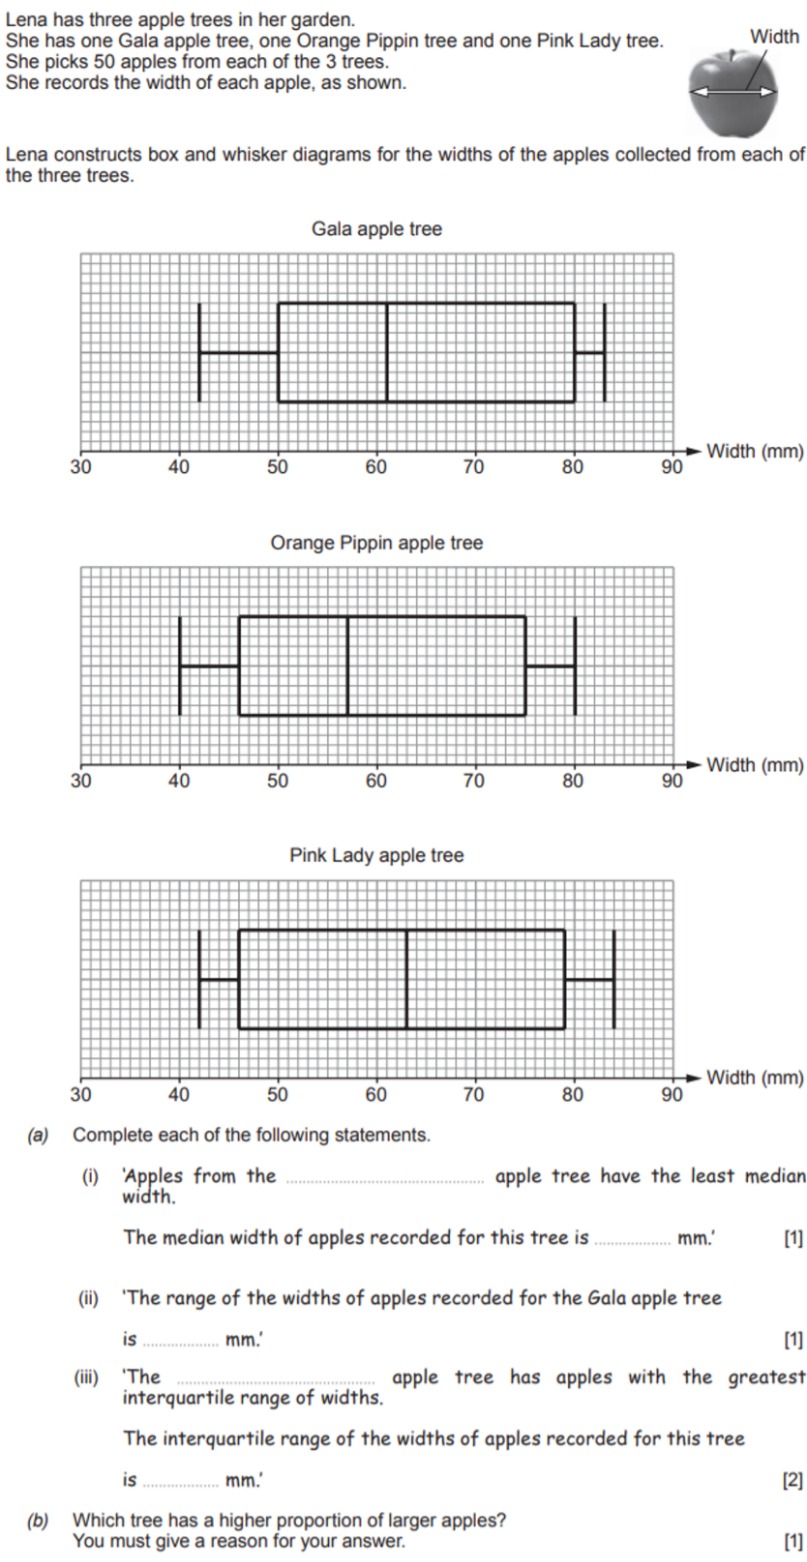 Lena has three apple trees in her garden.
She has one Gala apple tree, one Orange Pippin tree and one Pink Lady tree.
She picks 50 apples from each of the 3 trees.
She records the width of each apple, as shown.
Width
Lena constructs box and whisker diagrams for the widths of the apples collected from each of
the three trees.
Gala apple tree
Width (mm)
30 40 50 60 70 80 90
Orange Pippin apple tree
Width (mm)
30 40 50 60 70 80 90
Pink Lady apple tree
Width (mm)
30 40 50 60 70 80 90
(a) Complete each of the following statements.
(i) 'Apples from the ........................................ apple tree have the least median
width.
The median width of apples recorded for this tree is ................ mm.' [1]
(ii) 'The range of the widths of apples recorded for the Gala apple tree
is ................ mm.' [1]
(iii) 'The ........................................ apple tree has apples with the greatest
interquartile range of widths.
The interquartile range of the widths of apples recorded for this tree
is ................ mm.' [2]
(b) Which tree has a higher proportion of larger apples?
You must give a reason for your answer. [1]